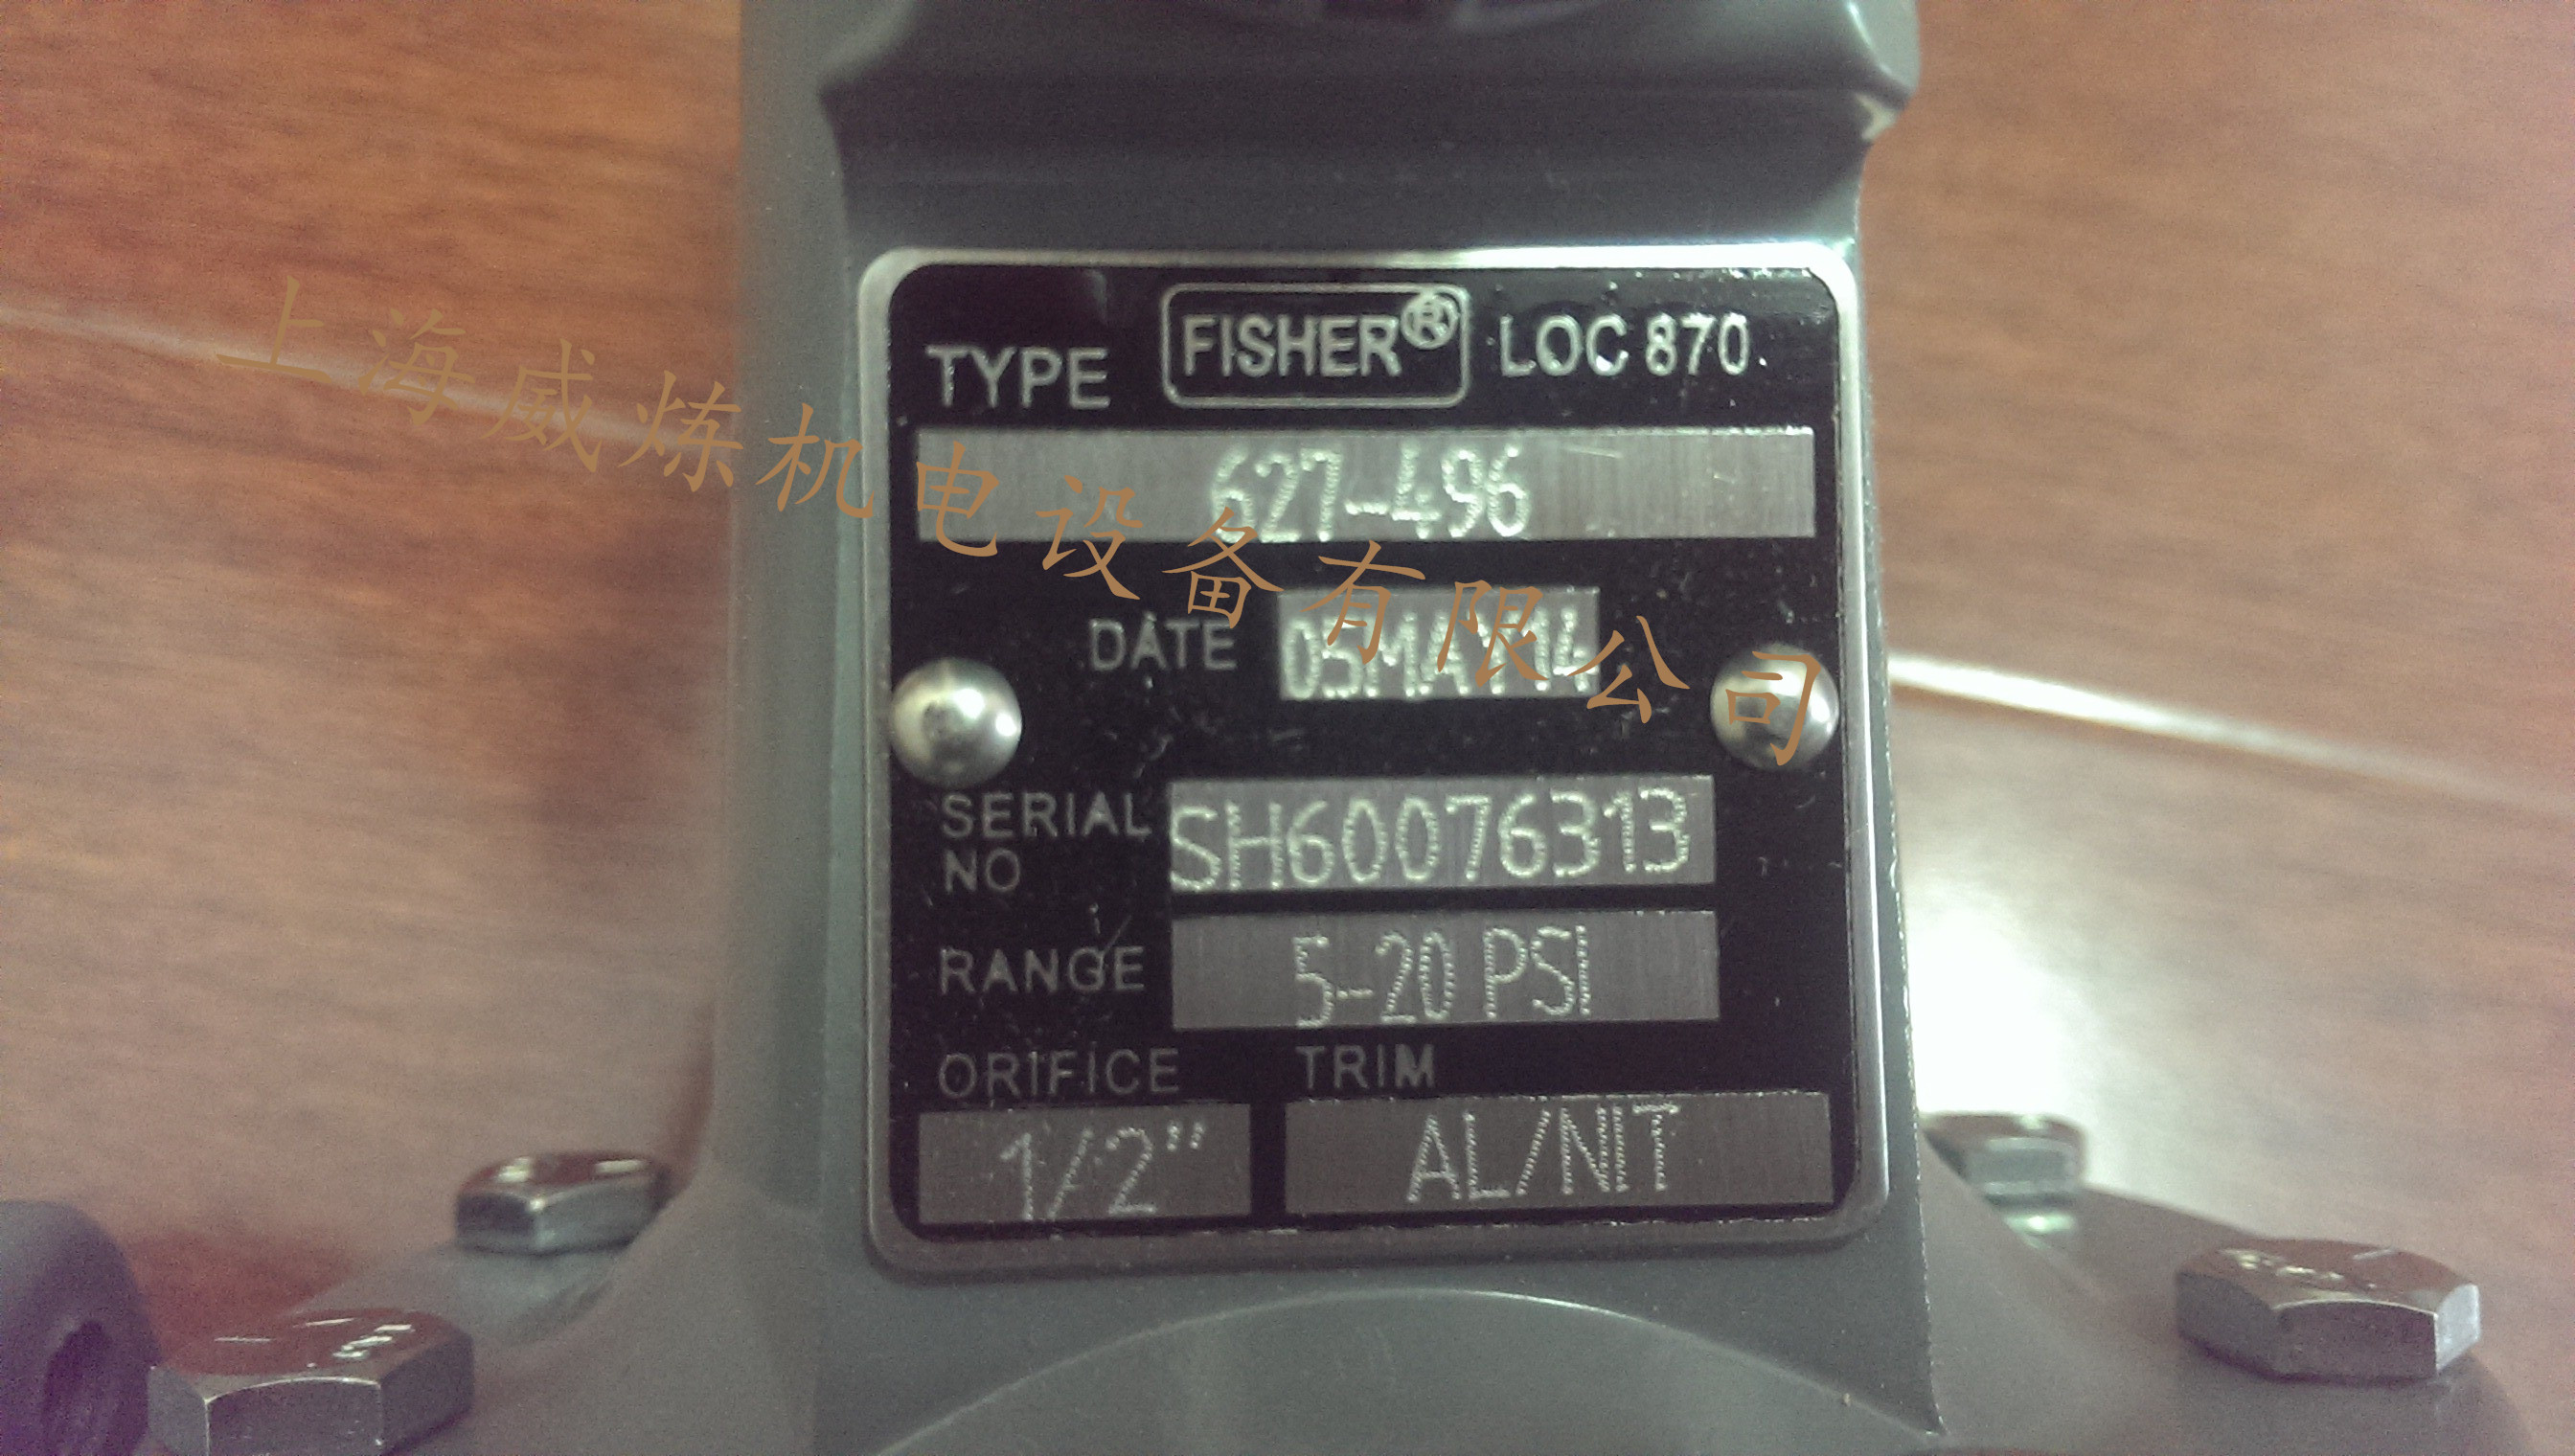 FISHER® LOC 870
TYPE
627-496
DATE 05MAY14
SERIAL NO SH60076313
RANGE 5-20 PSI
ORIFICE TRIM
1/2" AL/NIT
上海威炼机电设备有限公司